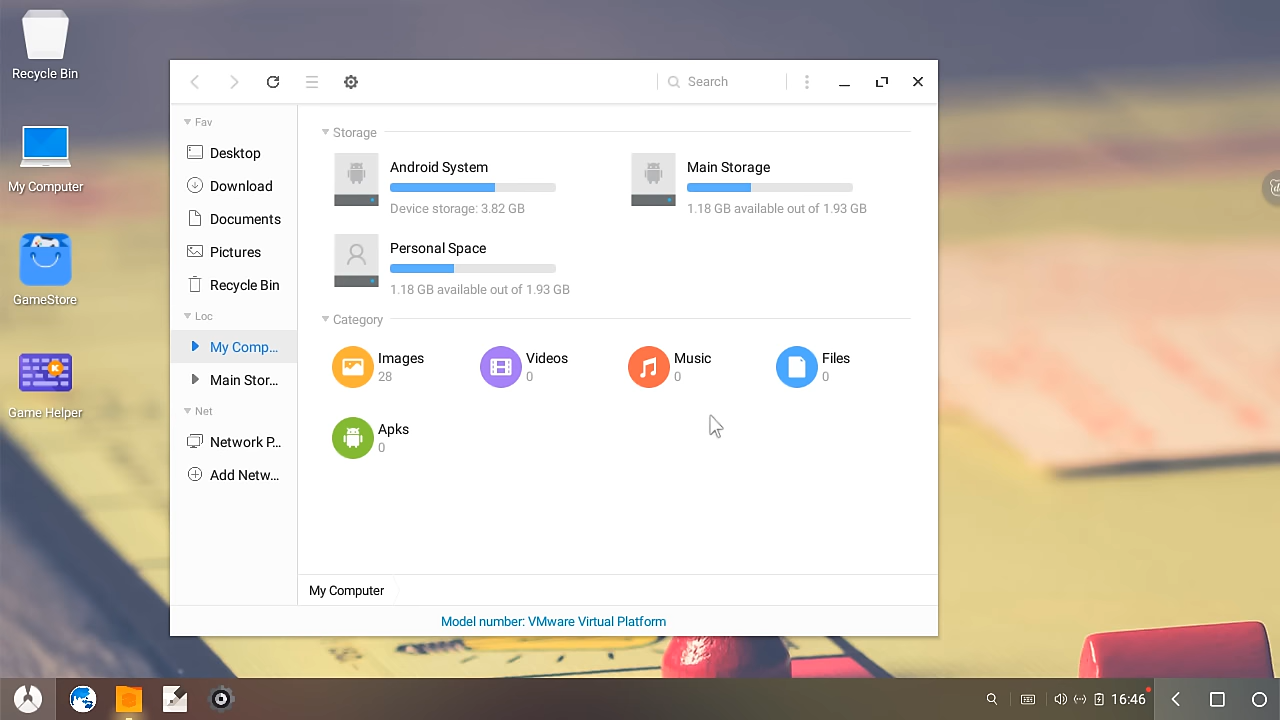 Recycle Bin
My Computer
GameStore
Game Helper
Search
Fav
Desktop
Download
Documents
Pictures
Recycle Bin
Loc
My Comp...
Main Stor...
Net
Network P...
Add Netw...
Storage
Android System
Device storage: 3.82 GB
Main Storage
1.18 GB available out of 1.93 GB
Personal Space
1.18 GB available out of 1.93 GB
Category
Images
28
Videos
0
Music
0
Files
0
Apks
0
My Computer
Model number: VMware Virtual Platform
16:46